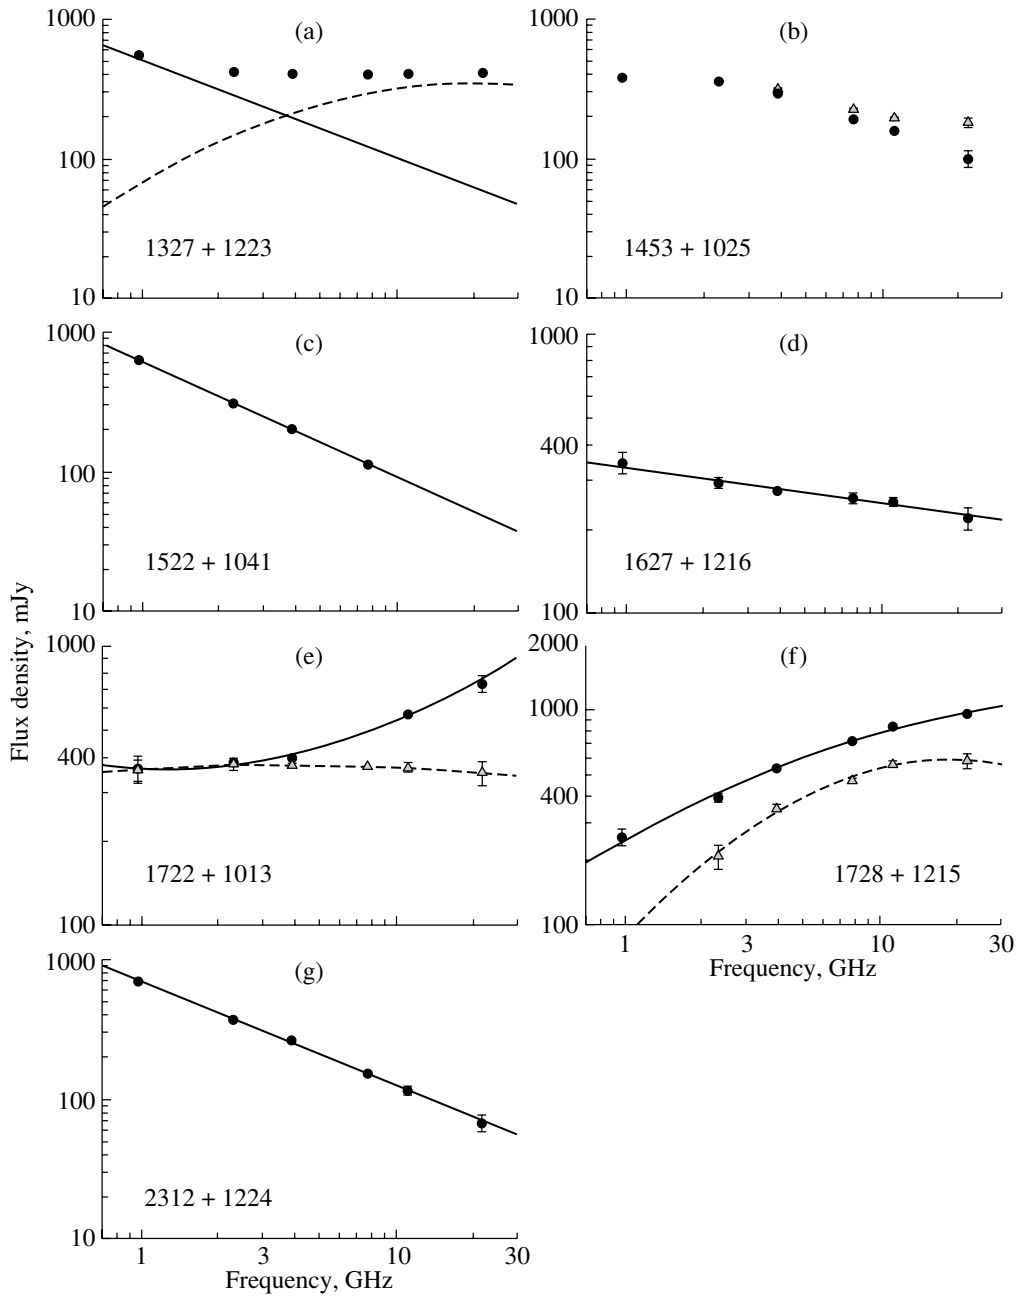 1000
(a)
100
1327 + 1223
10
(b)
1000
100
1453 + 1025
10
1000
(c)
100
1522 + 1041
10
1000
(d)
400
1627 + 1216
100
Flux density, mJy
1000
(e)
400
1722 + 1013
100
2000
(f)
1000
400
1728 + 1215
100
1 3 10 30
Frequency, GHz
1000
(g)
100
2312 + 1224
10
1 3 10 30
Frequency, GHz